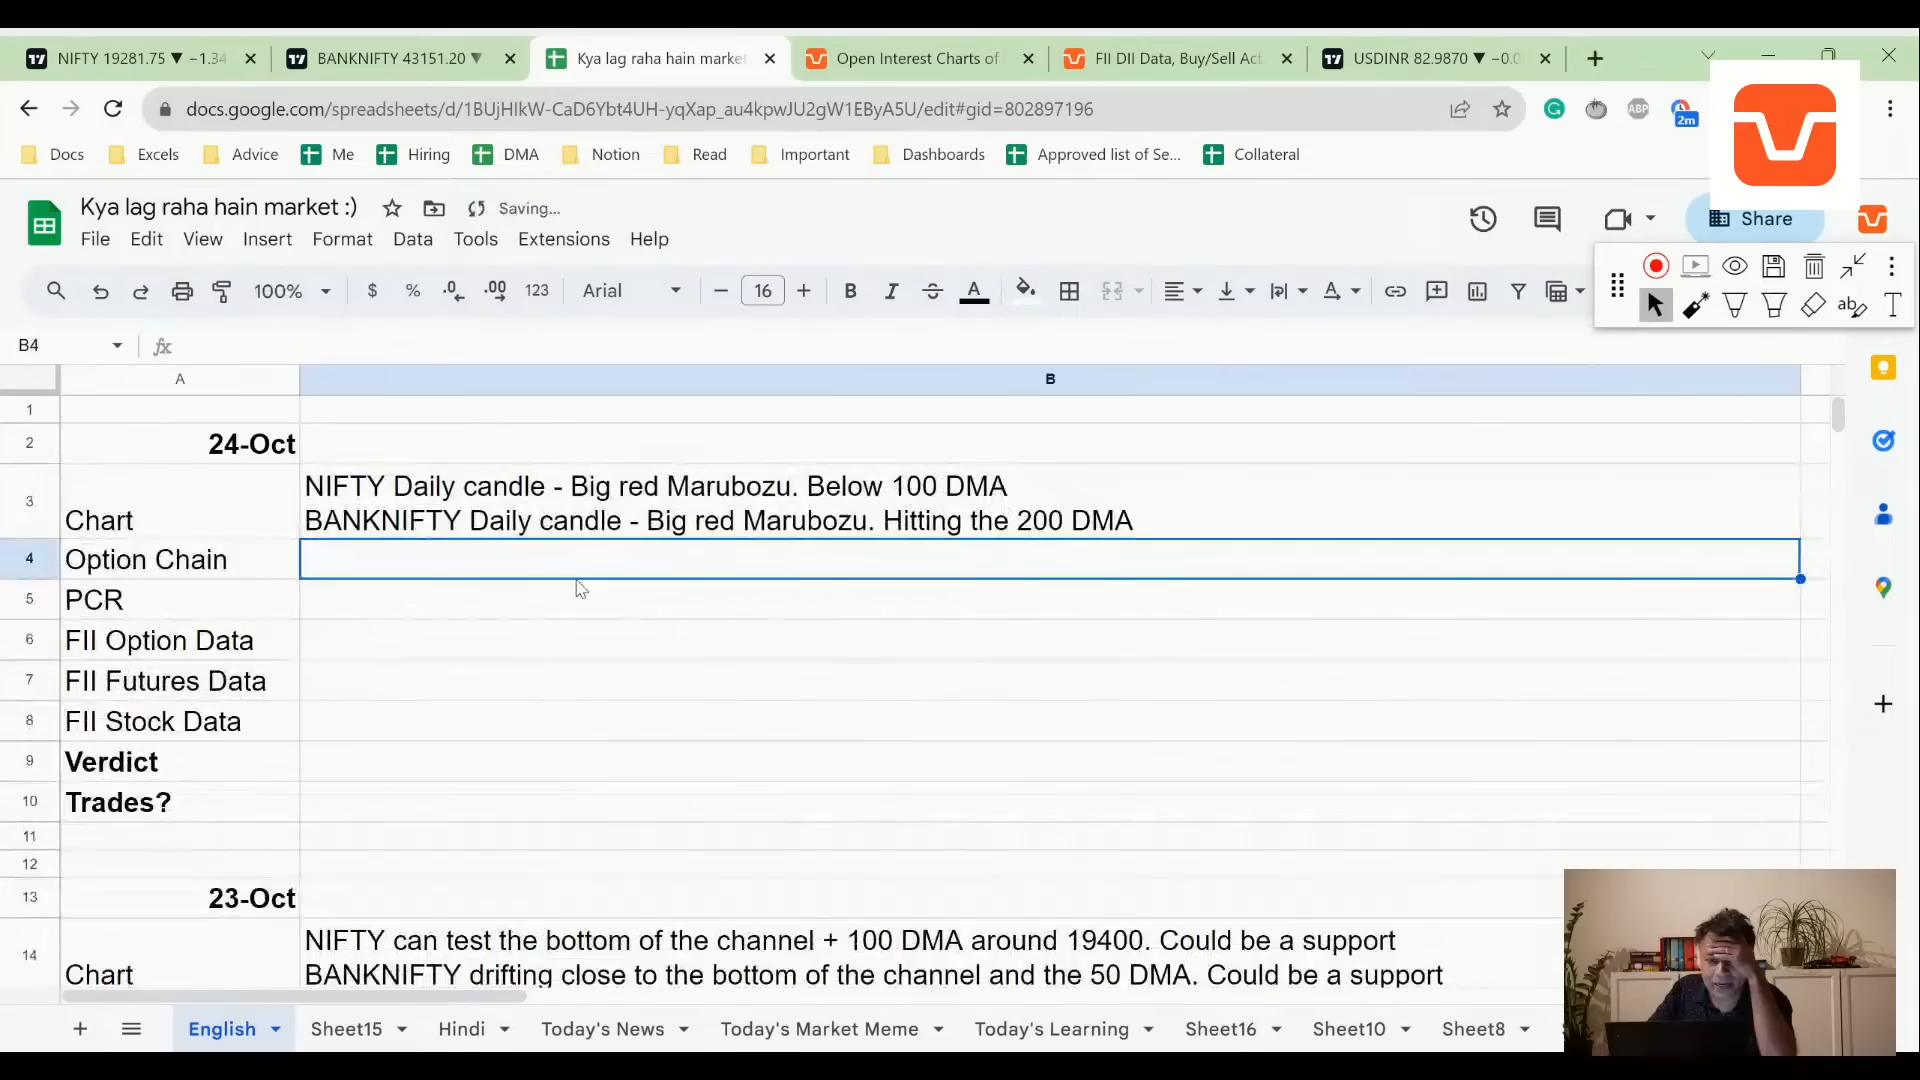 NIFTY 19281.75 ▼ −1.34
BANKNIFTY 43151.20 ▼
Kya lag raha hain market
Open Interest Charts of
FII DII Data, Buy/Sell Act
USDINR 82.9870 ▼ −0.0
docs.google.com/spreadsheets/d/1BUjHIkW-CaD6Ybt4UH-yqXap_au4kpwJU2gW1EByA5U/edit#gid=802897196
ABP
2m
Docs Excels Advice Me Hiring DMA Notion Read Important Dashboards Approved list of Se... Collateral
Kya lag raha hain market :) Saving...
Share
File Edit View Insert Format Data Tools Extensions Help
100% $ % .0 .00 123 Arial 16 B I A
B4 fx
A B
1
2 24-Oct
NIFTY Daily candle - Big red Marubozu. Below 100 DMA
3 Chart BANKNIFTY Daily candle - Big red Marubozu. Hitting the 200 DMA
4 Option Chain
5 PCR
6 FII Option Data
7 FII Futures Data
8 FII Stock Data
9 Verdict
10 Trades?
11
12
13 23-Oct
NIFTY can test the bottom of the channel + 100 DMA around 19400. Could be a support
14 Chart BANKNIFTY drifting close to the bottom of the channel and the 50 DMA. Could be a support
English Sheet15 Hindi Today's News Today's Market Meme Today's Learning Sheet16 Sheet10 Sheet8